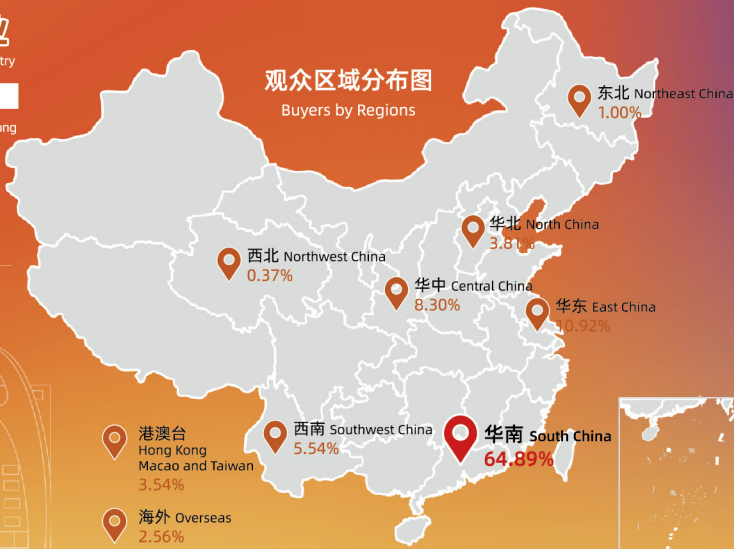 try
ong
观众区域分布图
Buyers by Regions
东北 Northeast China
1.00%
华北 North China
3.81%
西北 Northwest China
0.37%
华中 Central China
8.30%
华东 East China
10.92%
西南 Southwest China
5.54%
华南 South China
64.89%
港澳台
Hong Kong
Macao and Taiwan
3.54%
海外 Overseas
2.56%